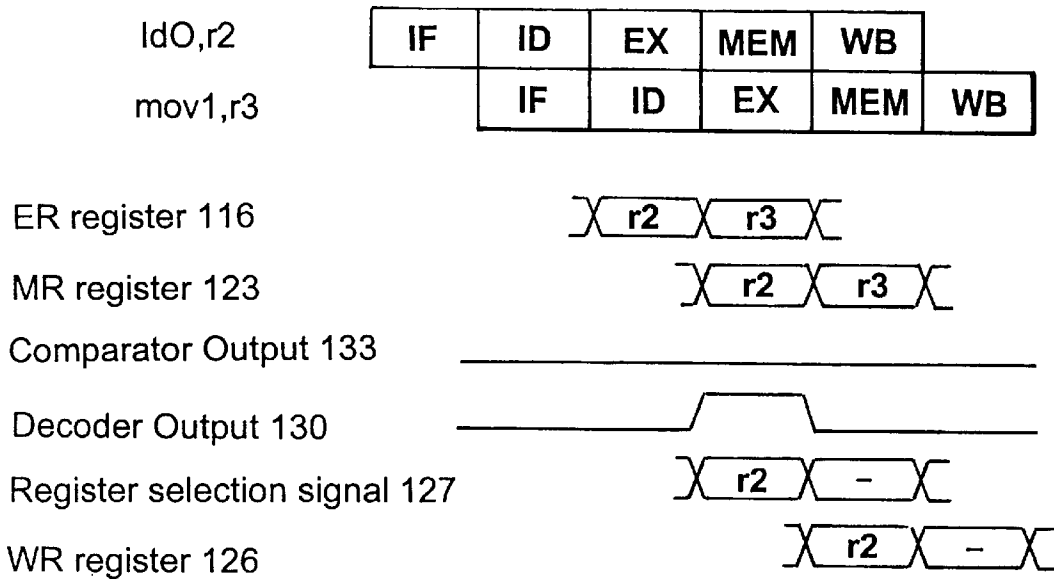 ldO,r2 IF ID EX MEM WB
mov1,r3 IF ID EX MEM WB
ER register 116 r2 r3
MR register 123 r2 r3
Comparator Output 133
Decoder Output 130
Register selection signal 127 r2 –
WR register 126 r2 –